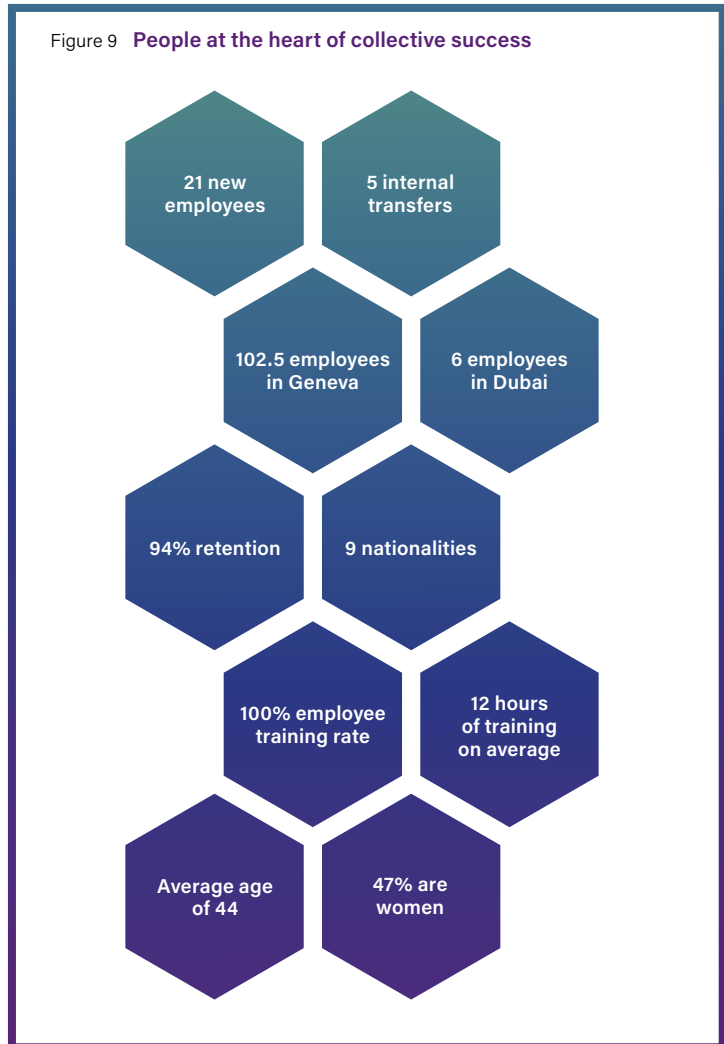 Figure 9 People at the heart of collective success
21 new
employees
5 internal
transfers
102.5 employees
in Geneva
6 employees
in Dubai
94% retention
9 nationalities
100% employee
training rate
12 hours
of training
on average
Average age
of 44
47% are
women